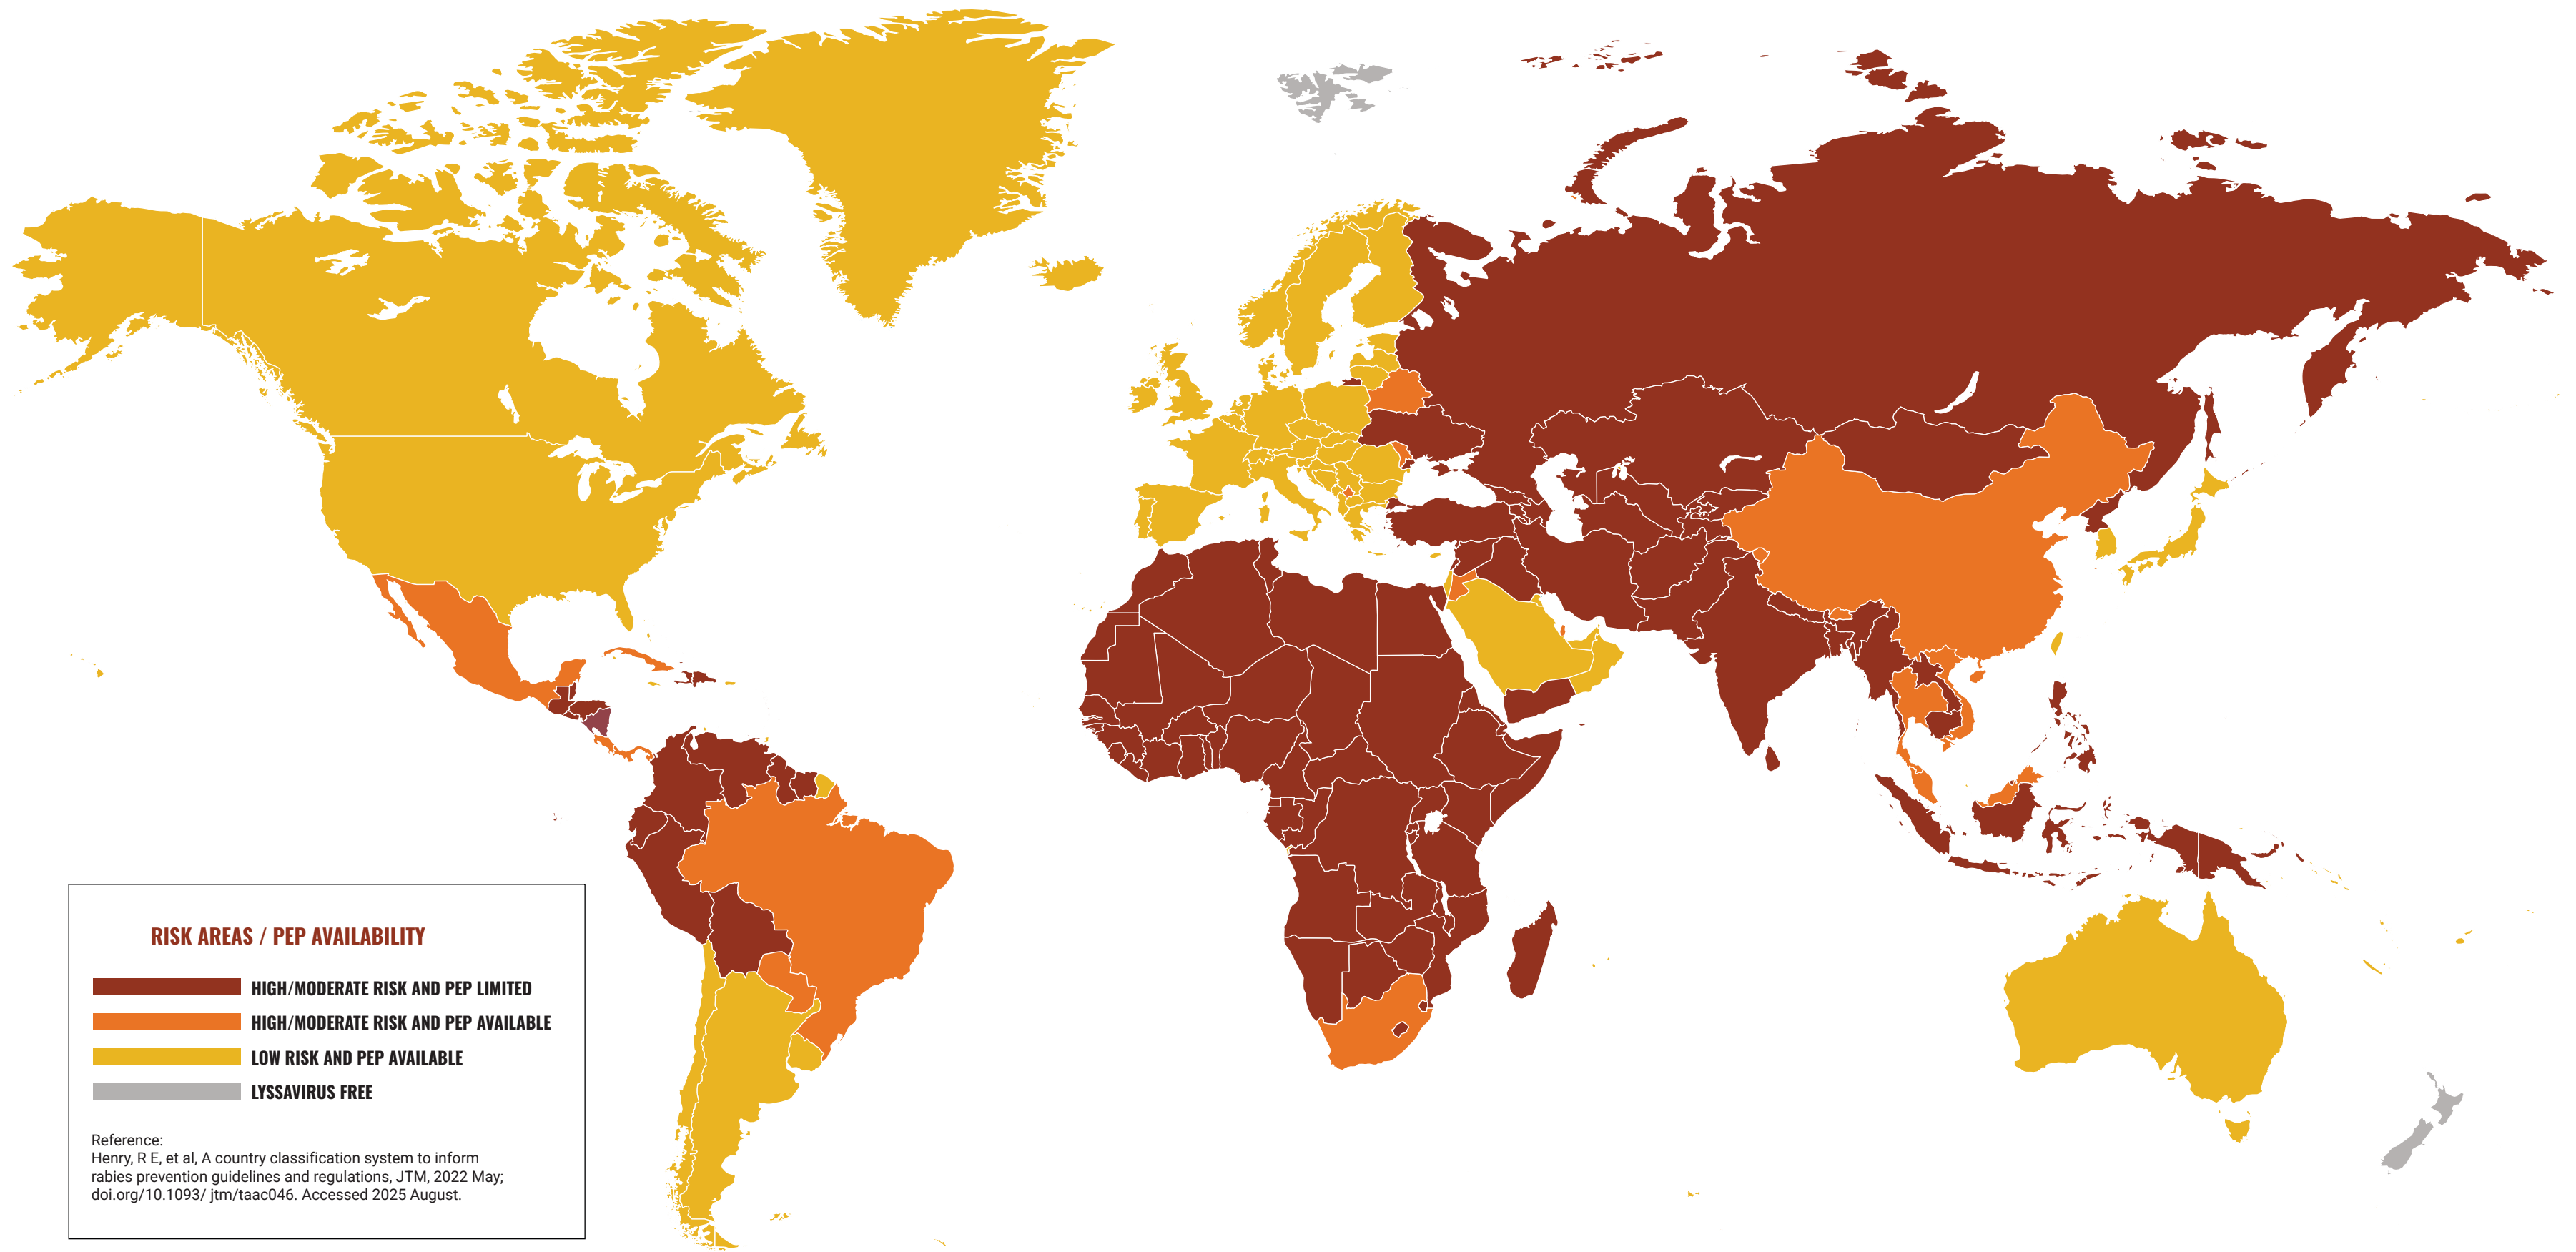 RISK AREAS / PEP AVAILABILITY
HIGH/MODERATE RISK AND PEP LIMITED
HIGH/MODERATE RISK AND PEP AVAILABLE
LOW RISK AND PEP AVAILABLE
LYSSAVIRUS FREE
Reference:
Henry, R E, et al, A country classification system to inform
rabies prevention guidelines and regulations, JTM, 2022 May;
doi.org/10.1093/ jtm/taac046. Accessed 2025 August.